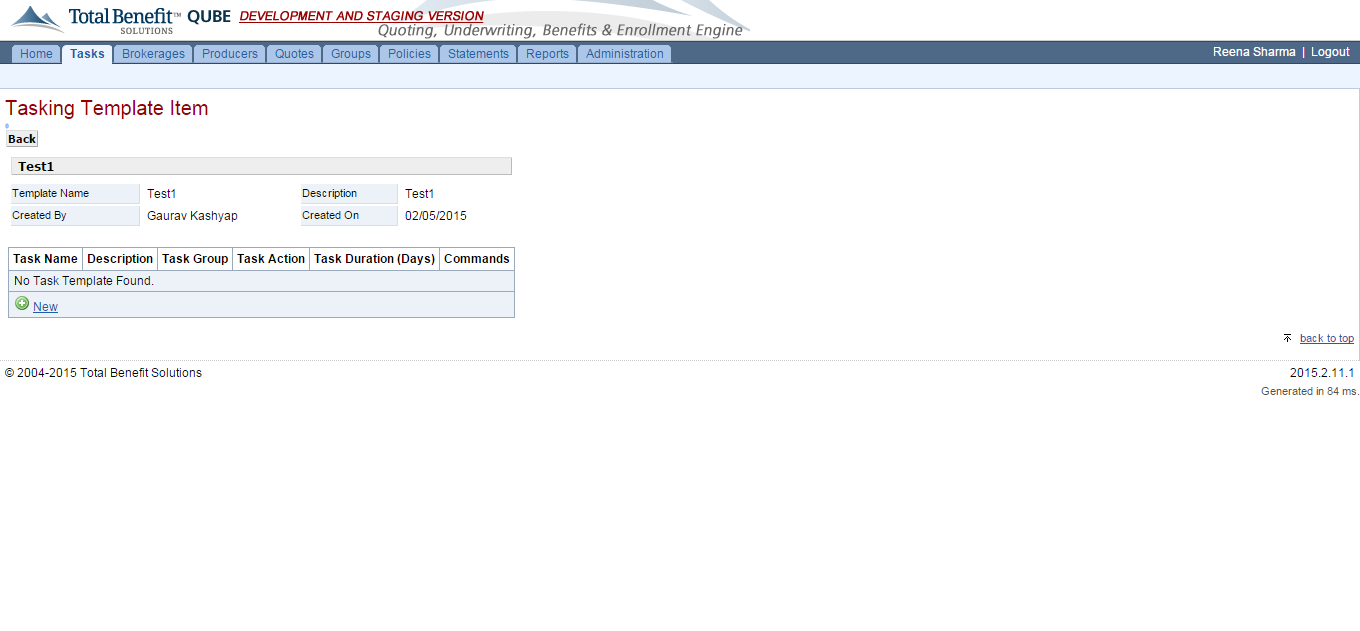 Total Benefit™ QUBE DEVELOPMENT AND STAGING VERSION
SOLUTIONS
Quoting, Underwriting, Benefits & Enrollment Engine
Home Tasks Brokerages Producers Quotes Groups Policies Statements Reports Administration Reena Sharma | Logout
Tasking Template Item
Back
Test1
Template Name Test1 Description Test1
Created By Gaurav Kashyap Created On 02/05/2015
Task Name Description Task Group Task Action Task Duration (Days) Commands
No Task Template Found.
New
back to top
© 2004-2015 Total Benefit Solutions 2015.2.11.1
Generated in 84 ms.